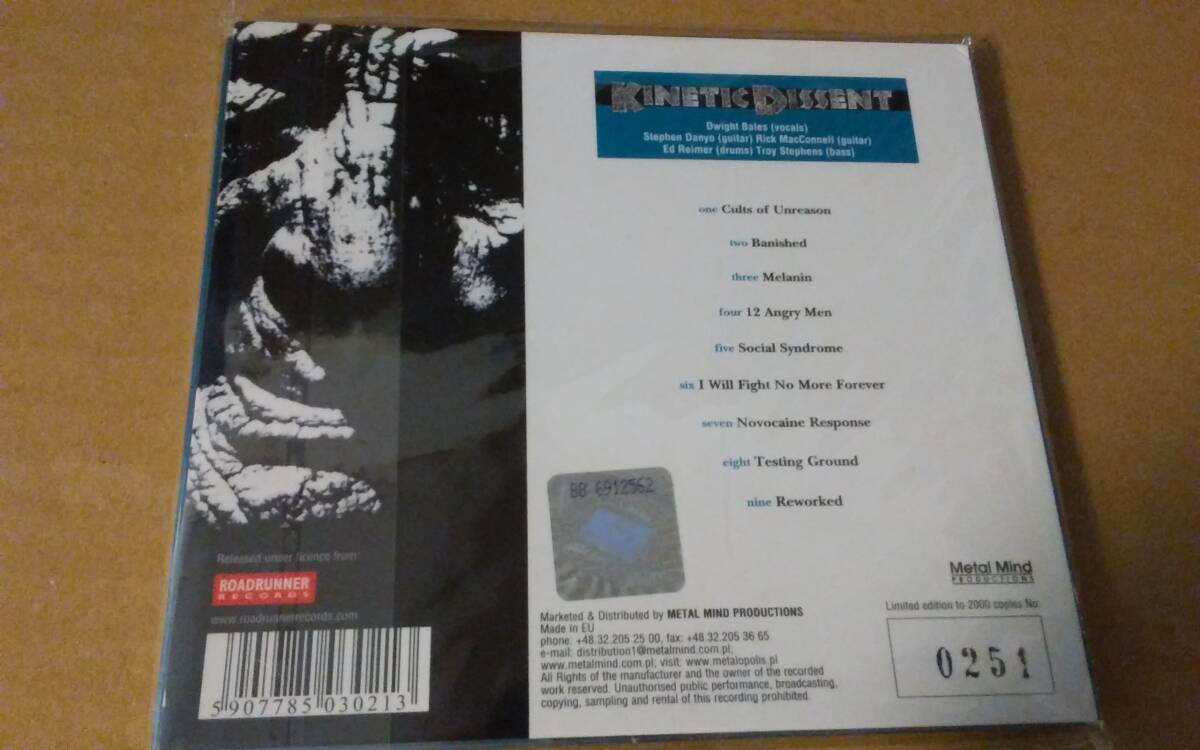 KINETIC DISSENT
Dwight Bates (vocals)
Stephen Danyo (guitar) Rick MacConnell (guitar)
Ed Reimer (drums) Troy Stephens (bass)
one Cults of Unreason
two Banished
three Melanin
four 12 Angry Men
five Social Syndrome
six I Will Fight No More Forever
seven Novocaine Response
eight Testing Ground
nine Reworked
BB 6912562
Released under licence from:
ROADRUNNER
RECORDS
www.roadrunnerrecords.com
5 907785 030213
Marketed & Distributed by METAL MIND PRODUCTIONS
Made in EU
phone: +48.32.205 25 00, fax: +48.32.205 36 65
e-mail: distribution1@metalmind.com.pl;
www.metalmind.com.pl; visit: www.metalopolis.pl
All Rights of the manufacturer and the owner of the recorded
work reserved. Unauthorised public performance, broadcasting,
copying, sampling and rental of this recording prohibited.
Metal Mind
PRODUCTIONS
Limited edition to 2000 copies No:
0251